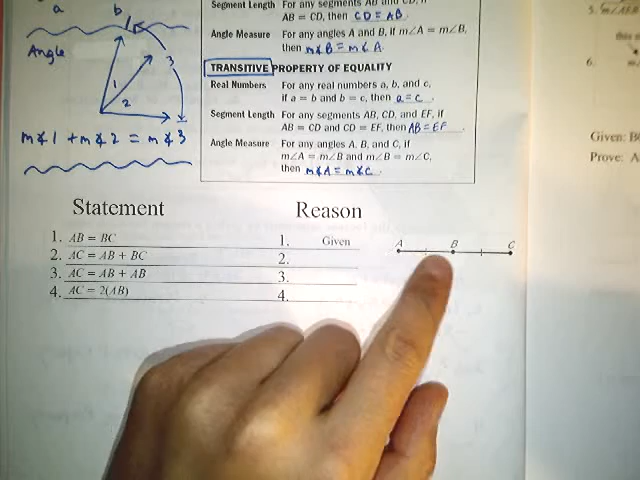 a b
Segment Length For any segments AB and CD, if
AB = CD, then CD = AB.
Angle Measure For any angles A and B, if m∠A = m∠B,
then m∡B = m∡A.
Angle
1
2
3
m∡1 + m∡2 = m∡3
TRANSITIVE PROPERTY OF EQUALITY
Real Numbers For any real numbers a, b, and c,
if a = b and b = c, then a = c.
Segment Length For any segments AB, CD, and EF, if
AB = CD and CD = EF, then AB = EF.
Angle Measure For any angles A, B, and C, if
m∠A = m∠B and m∠B = m∠C,
then m∡A = m∡C.
5.
6.
Given:
Prove: A
Statement Reason
1. AB = BC 1. Given
2. AC = AB + BC 2.
3. AC = AB + AB 3.
4. AC = 2(AB) 4.
A B C